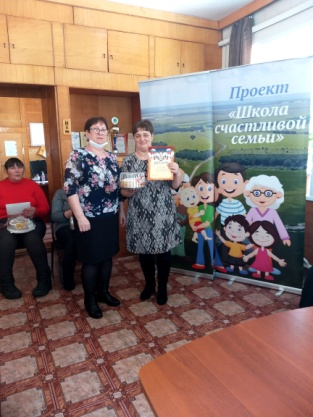 Проект
«Школа
счастливой
семьи»